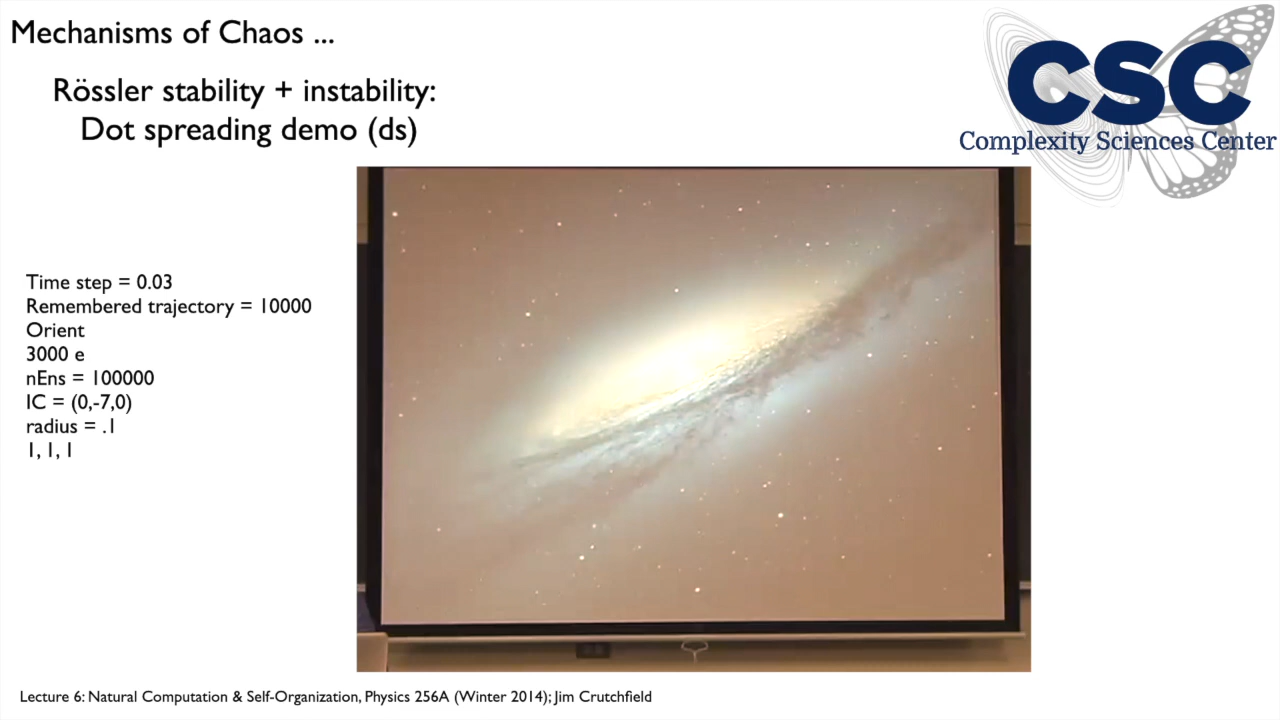 Mechanisms of Chaos ...
Rössler stability + instability:
Dot spreading demo (ds)
CSC
Complexity Sciences Center
Time step = 0.03
Remembered trajectory = 10000
Orient
3000 e
nEns = 100000
IC = (0,-7,0)
radius = .1
1, 1, 1
Lecture 6: Natural Computation & Self-Organization, Physics 256A (Winter 2014); Jim Crutchfield